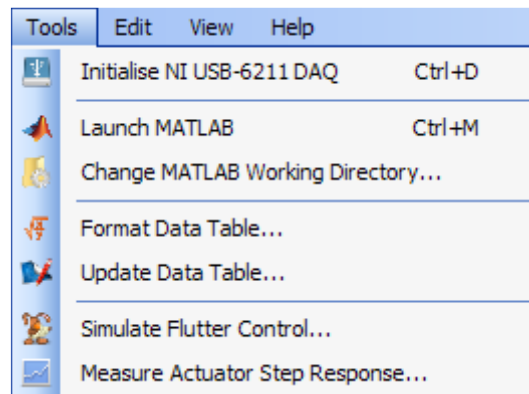 Tools Edit View Help
Initialise NI USB-6211 DAQ Ctrl+D
Launch MATLAB Ctrl+M
Change MATLAB Working Directory...
Format Data Table...
Update Data Table...
Simulate Flutter Control...
Measure Actuator Step Response...